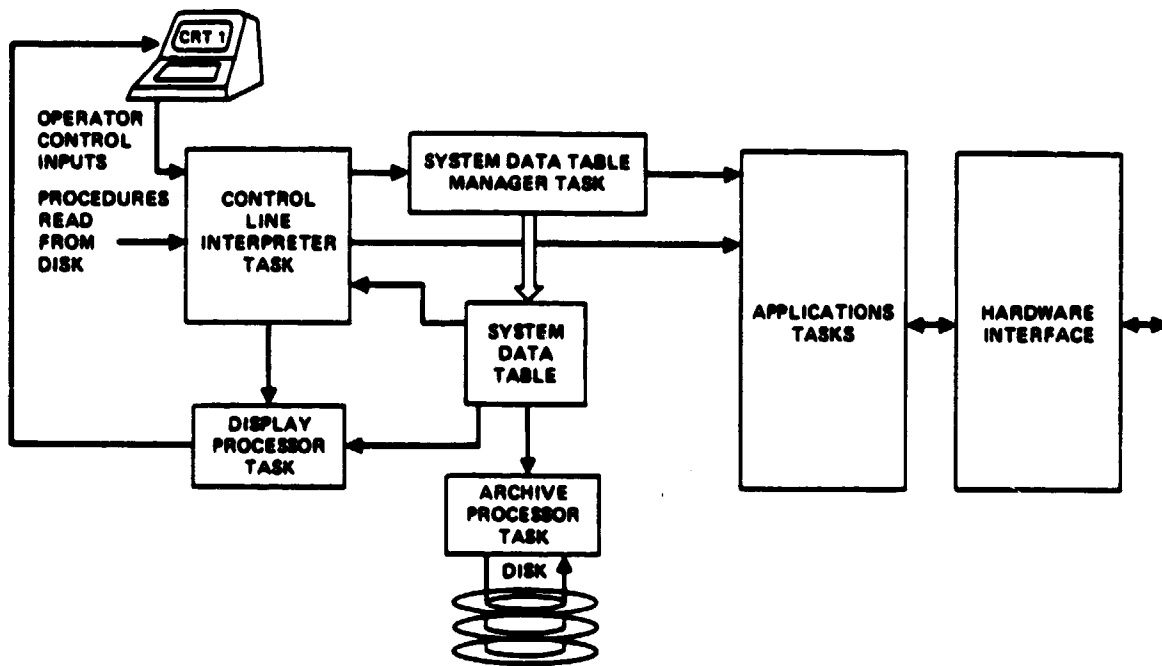 CRT 1
OPERATOR
CONTROL
INPUTS
PROCEDURES
READ
FROM
DISK
CONTROL
LINE
INTERPRETER
TASK
SYSTEM DATA TABLE
MANAGER TASK
SYSTEM
DATA
TABLE
DISPLAY
PROCESSOR
TASK
ARCHIVE
PROCESSOR
TASK
DISK
APPLICATIONS
TASKS
HARDWARE
INTERFACE